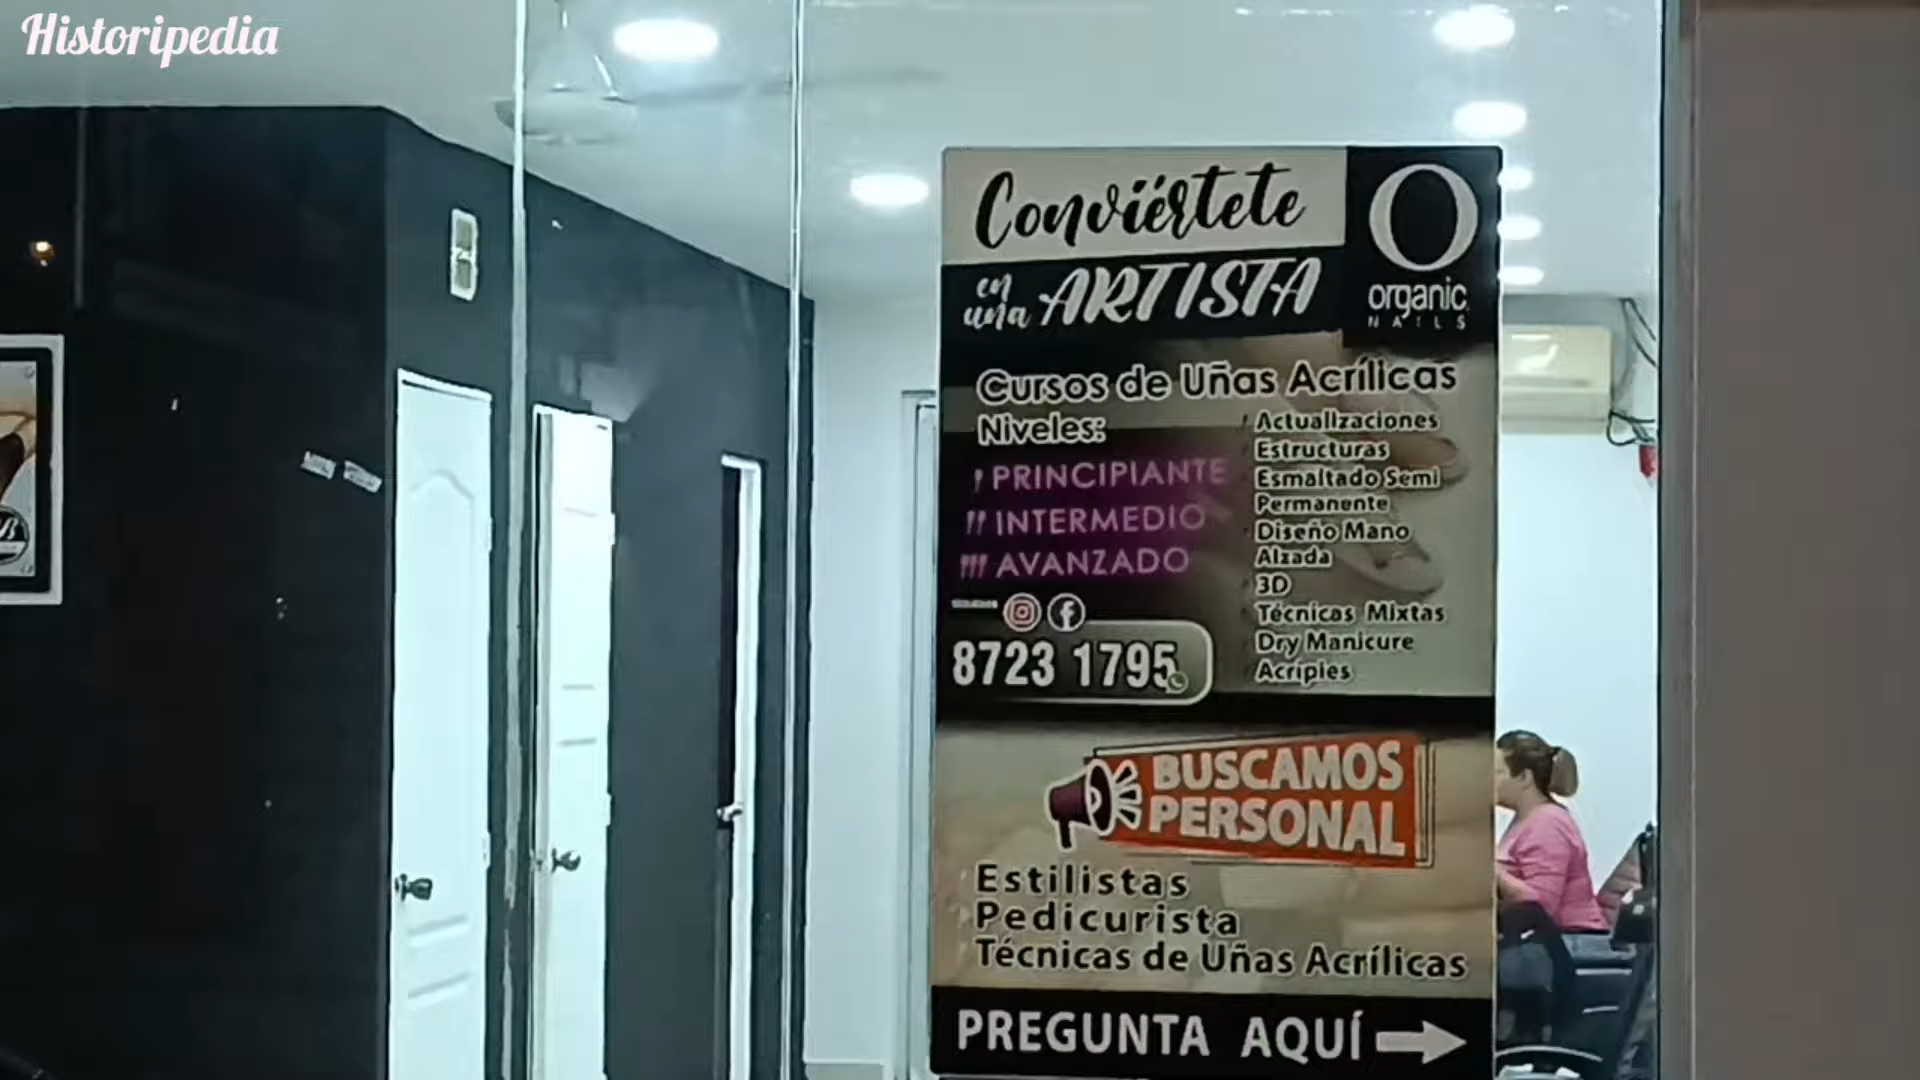 Historipedia
Conviértete
en una ARTISTA
organic
NAILS
Cursos de Uñas Acrílicas
Niveles:
PRINCIPIANTE
INTERMEDIO
AVANZADO
Actualizaciones
Estructuras
Esmaltado Semi
Permanente
Diseño Mano
Alzada
3D
Técnicas Mixtas
Dry Manicure
Acripies
8723 1795
BUSCAMOS
PERSONAL
Estilistas
Pedicurista
Técnicas de Uñas Acrílicas
PREGUNTA AQUÍ